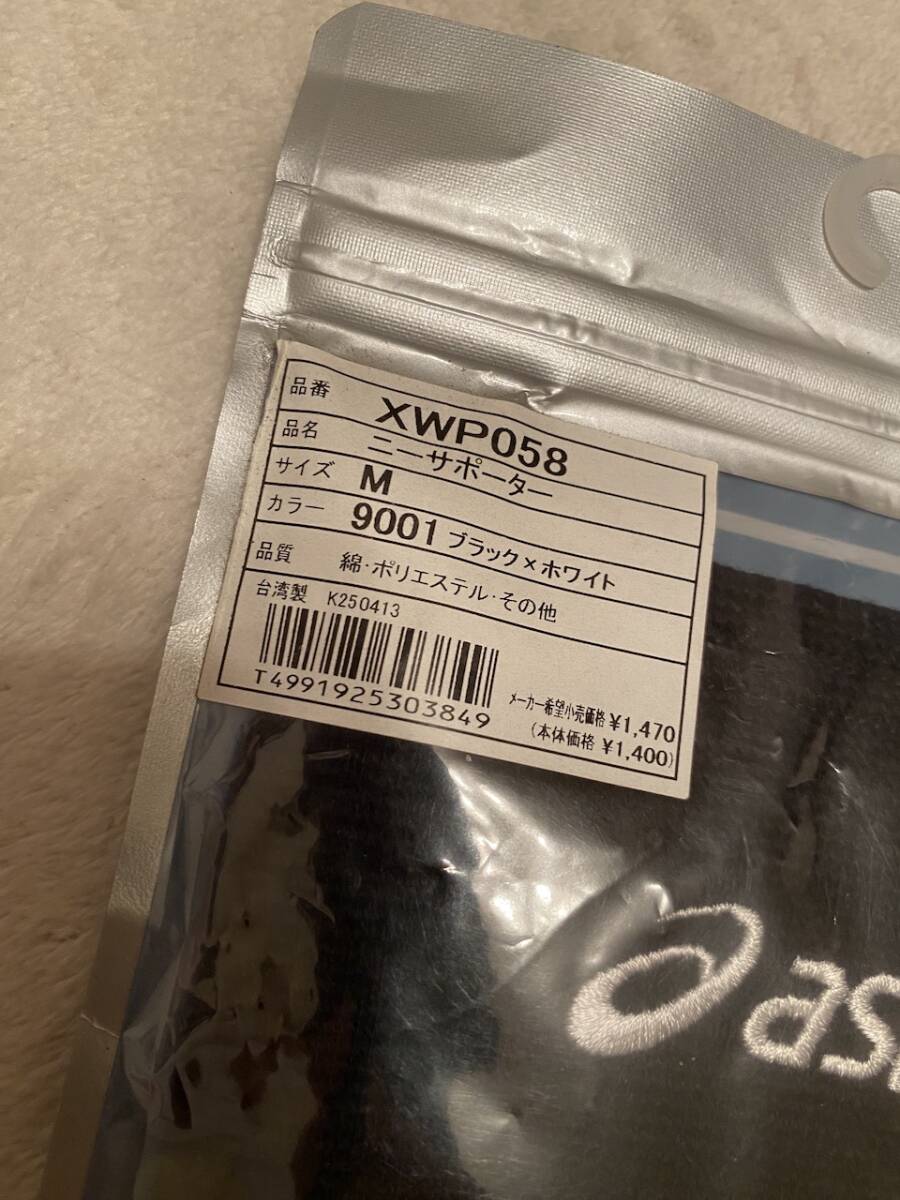 品番 XWP058
品名 ニーサポーター
サイズ M
カラー 9001 ブラック×ホワイト
品質 綿・ポリエステル・その他
台湾製 K250413
T4991925303849
メーカー希望小売価格 ¥1,470
(本体価格 ¥1,400)
as